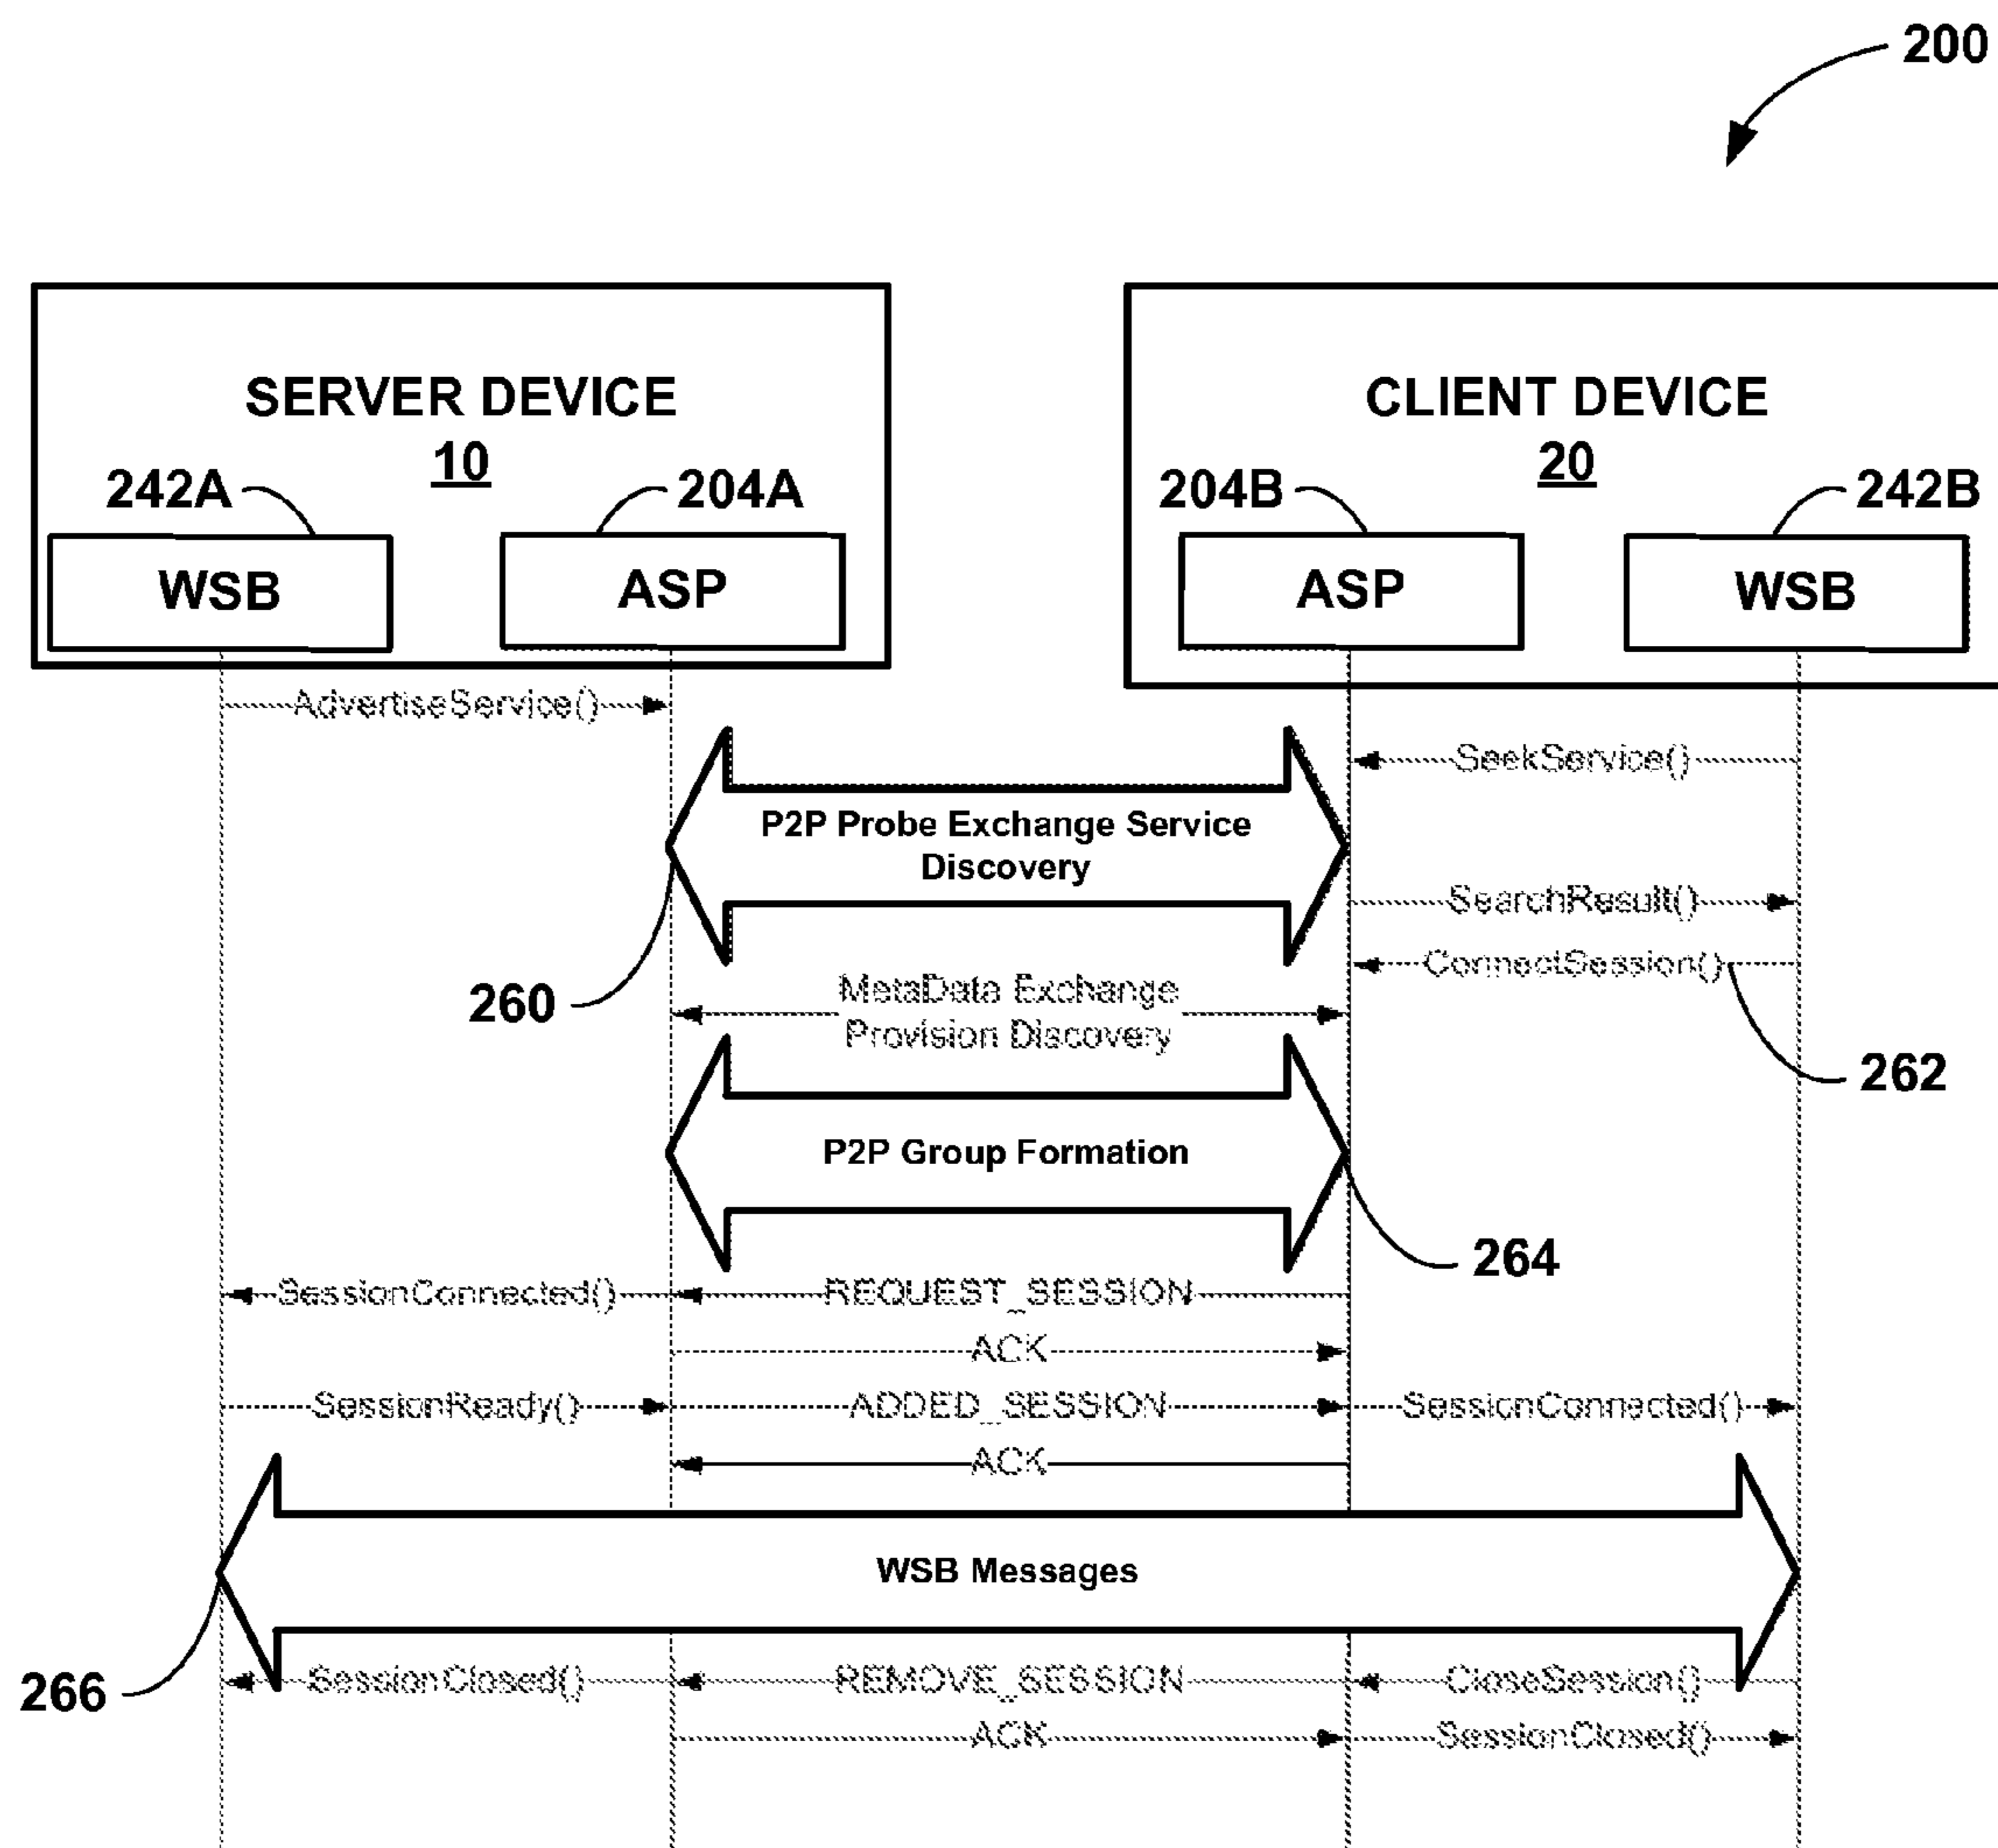 200
SERVER DEVICE
10
CLIENT DEVICE
20
242A
204A
204B
242B
WSB
ASP
ASP
WSB
AdvertiseService()
SeekService()
P2P Probe Exchange Service
Discovery
SearchResult()
ConnectSession()
260
MetaData Exchange
Provision Discovery
262
P2P Group Formation
264
SessionConnected()
REQUEST_SESSION
ACK
SessionReady()
ADDED_SESSION
SessionConnected()
ACK
WSB Messages
266
SessionClosed()
REMOVE_SESSION
CloseSession()
ACK
SessionClosed()